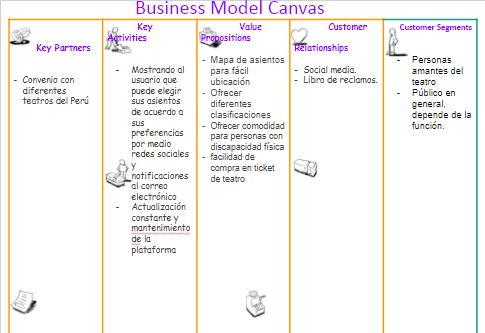 Business Model Canvas
Key Partners
- Convenio con
diferentes
teatros del Perú
Key
Activities
- Mostrando al
usuario que
puede elegir
sus asientos
de acuerdo a
sus
preferencias
por medio
redes sociales
y
notificaciones
al correo
electrónico
- Actualización
constante y
mantenimiento
de la
plataforma
Value
Propositions
- Mapa de asientos
para fácil
ubicación
- Ofrecer
diferentes
clasificaciones
- Ofrecer comodidad
para personas con
discapacidad física
- facilidad de
compra en ticket
de teatro
Customer
Relationships
- Social media.
- Libro de reclamos.
Customer Segments
- Personas
amantes del
teatro
- Público en
general,
depende de la
función.